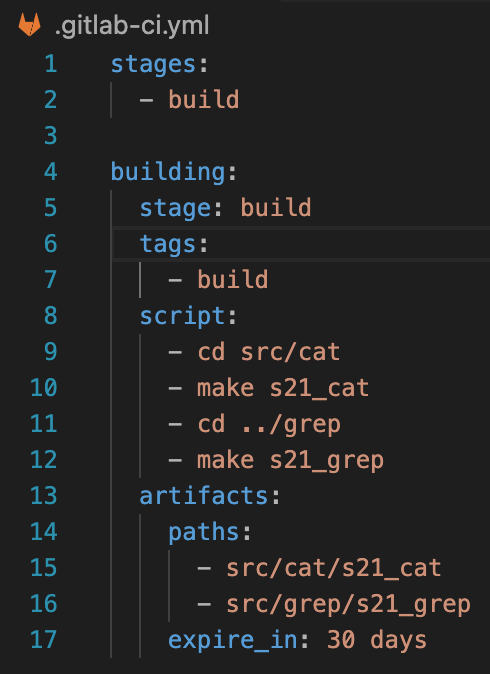 .gitlab-ci.yml
1 stages:
2   - build
3
4 building:
5   stage: build
6   tags:
7     - build
8   script:
9     - cd src/cat
10     - make s21_cat
11     - cd ../grep
12     - make s21_grep
13   artifacts:
14     paths:
15       - src/cat/s21_cat
16       - src/grep/s21_grep
17     expire_in: 30 days